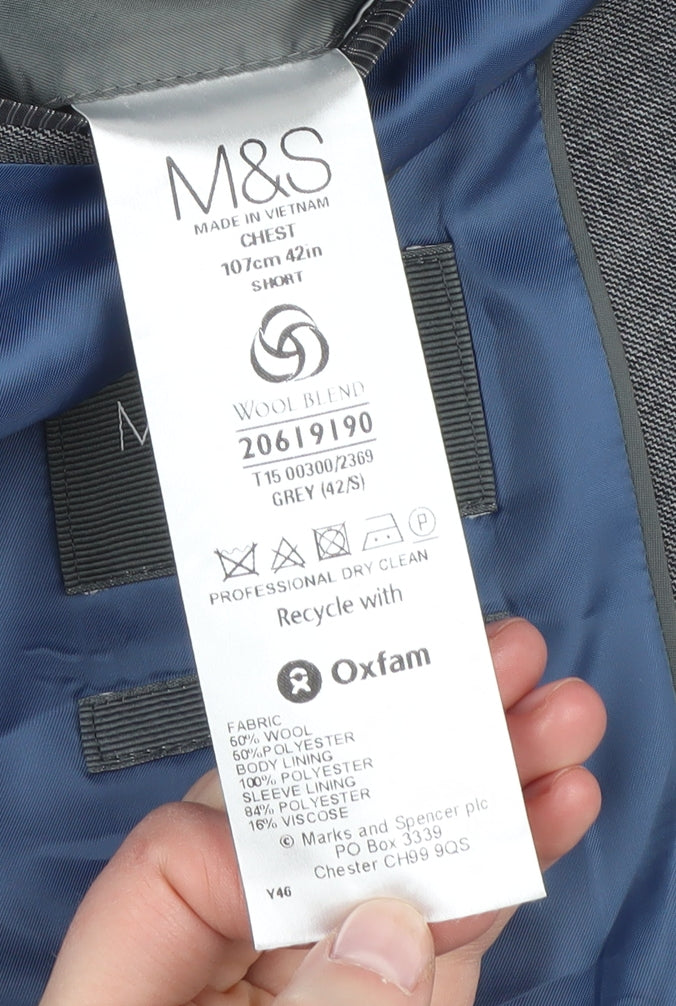 M&S
MADE IN VIETNAM
CHEST
107cm 42in
SHORT
WOOL BLEND
20619190
T15 00300/2369
GREY (42/S)
P
PROFESSIONAL DRY CLEAN
Recycle with
Oxfam
FABRIC
50% WOOL
50% POLYESTER
BODY LINING
100% POLYESTER
SLEEVE LINING
84% POLYESTER
16% VISCOSE
© Marks and Spencer plc
PO Box 3339
Chester CH99 9QS
Y46
M